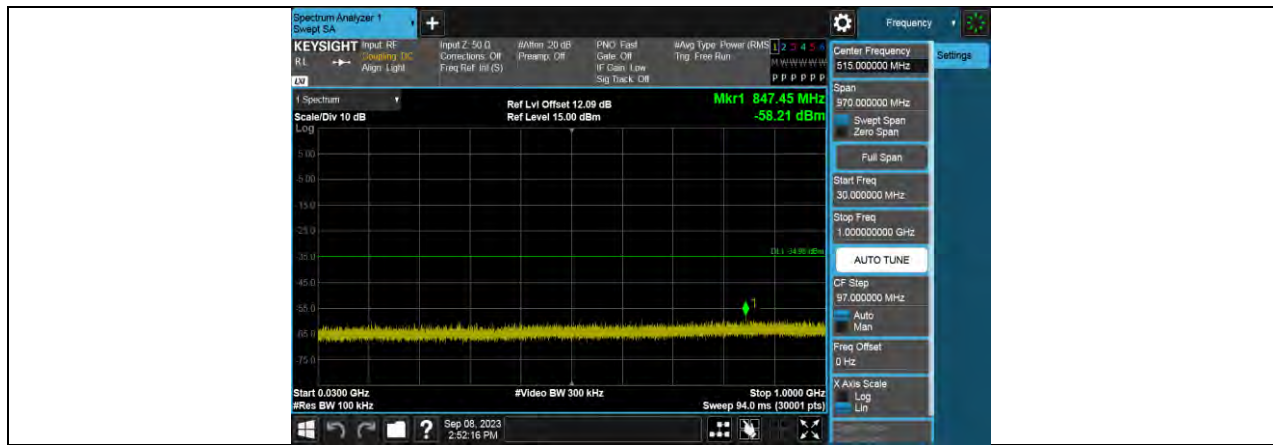 Spectrum Analyzer 1
Swept SA
Frequency
KEYSIGHT
RL
LXI
Input: RF
Coupling: DC
Align: Light
Input Z: 50 Ω
Corrections: Off
Freq Ref: Int (S)
#Atten: 20 dB
Preamp: Off
PNO: Fast
Gate: Off
IF Gain: Low
Sig Track: Off
#Avg Type: Power (RMS
Trig: Free Run
1 2 3 4 5 6
M W W W W W
P P P P P P
Center Frequency
515.000000 MHz
Settings
1 Spectrum
Scale/Div 10 dB
Log
Ref Lvl Offset 12.09 dB
Ref Level 15.00 dBm
Mkr1 847.45 MHz
-58.21 dBm
Span
970.000000 MHz
Swept Span
Zero Span
Full Span
Start Freq
30.000000 MHz
Stop Freq
1.000000000 GHz
AUTO TUNE
CF Step
97.000000 MHz
Auto
Man
Freq Offset
0 Hz
X Axis Scale
Log
Lin
5.00
-5.00
-15.0
-25.0
-35.0
-45.0
-55.0
-65.0
-75.0
1
Start 0.0300 GHz
#Res BW 100 kHz
#Video BW 300 kHz
Stop 1.0000 GHz
Sweep 94.0 ms (30001 pts)
?
Sep 08, 2023
2:52:16 PM